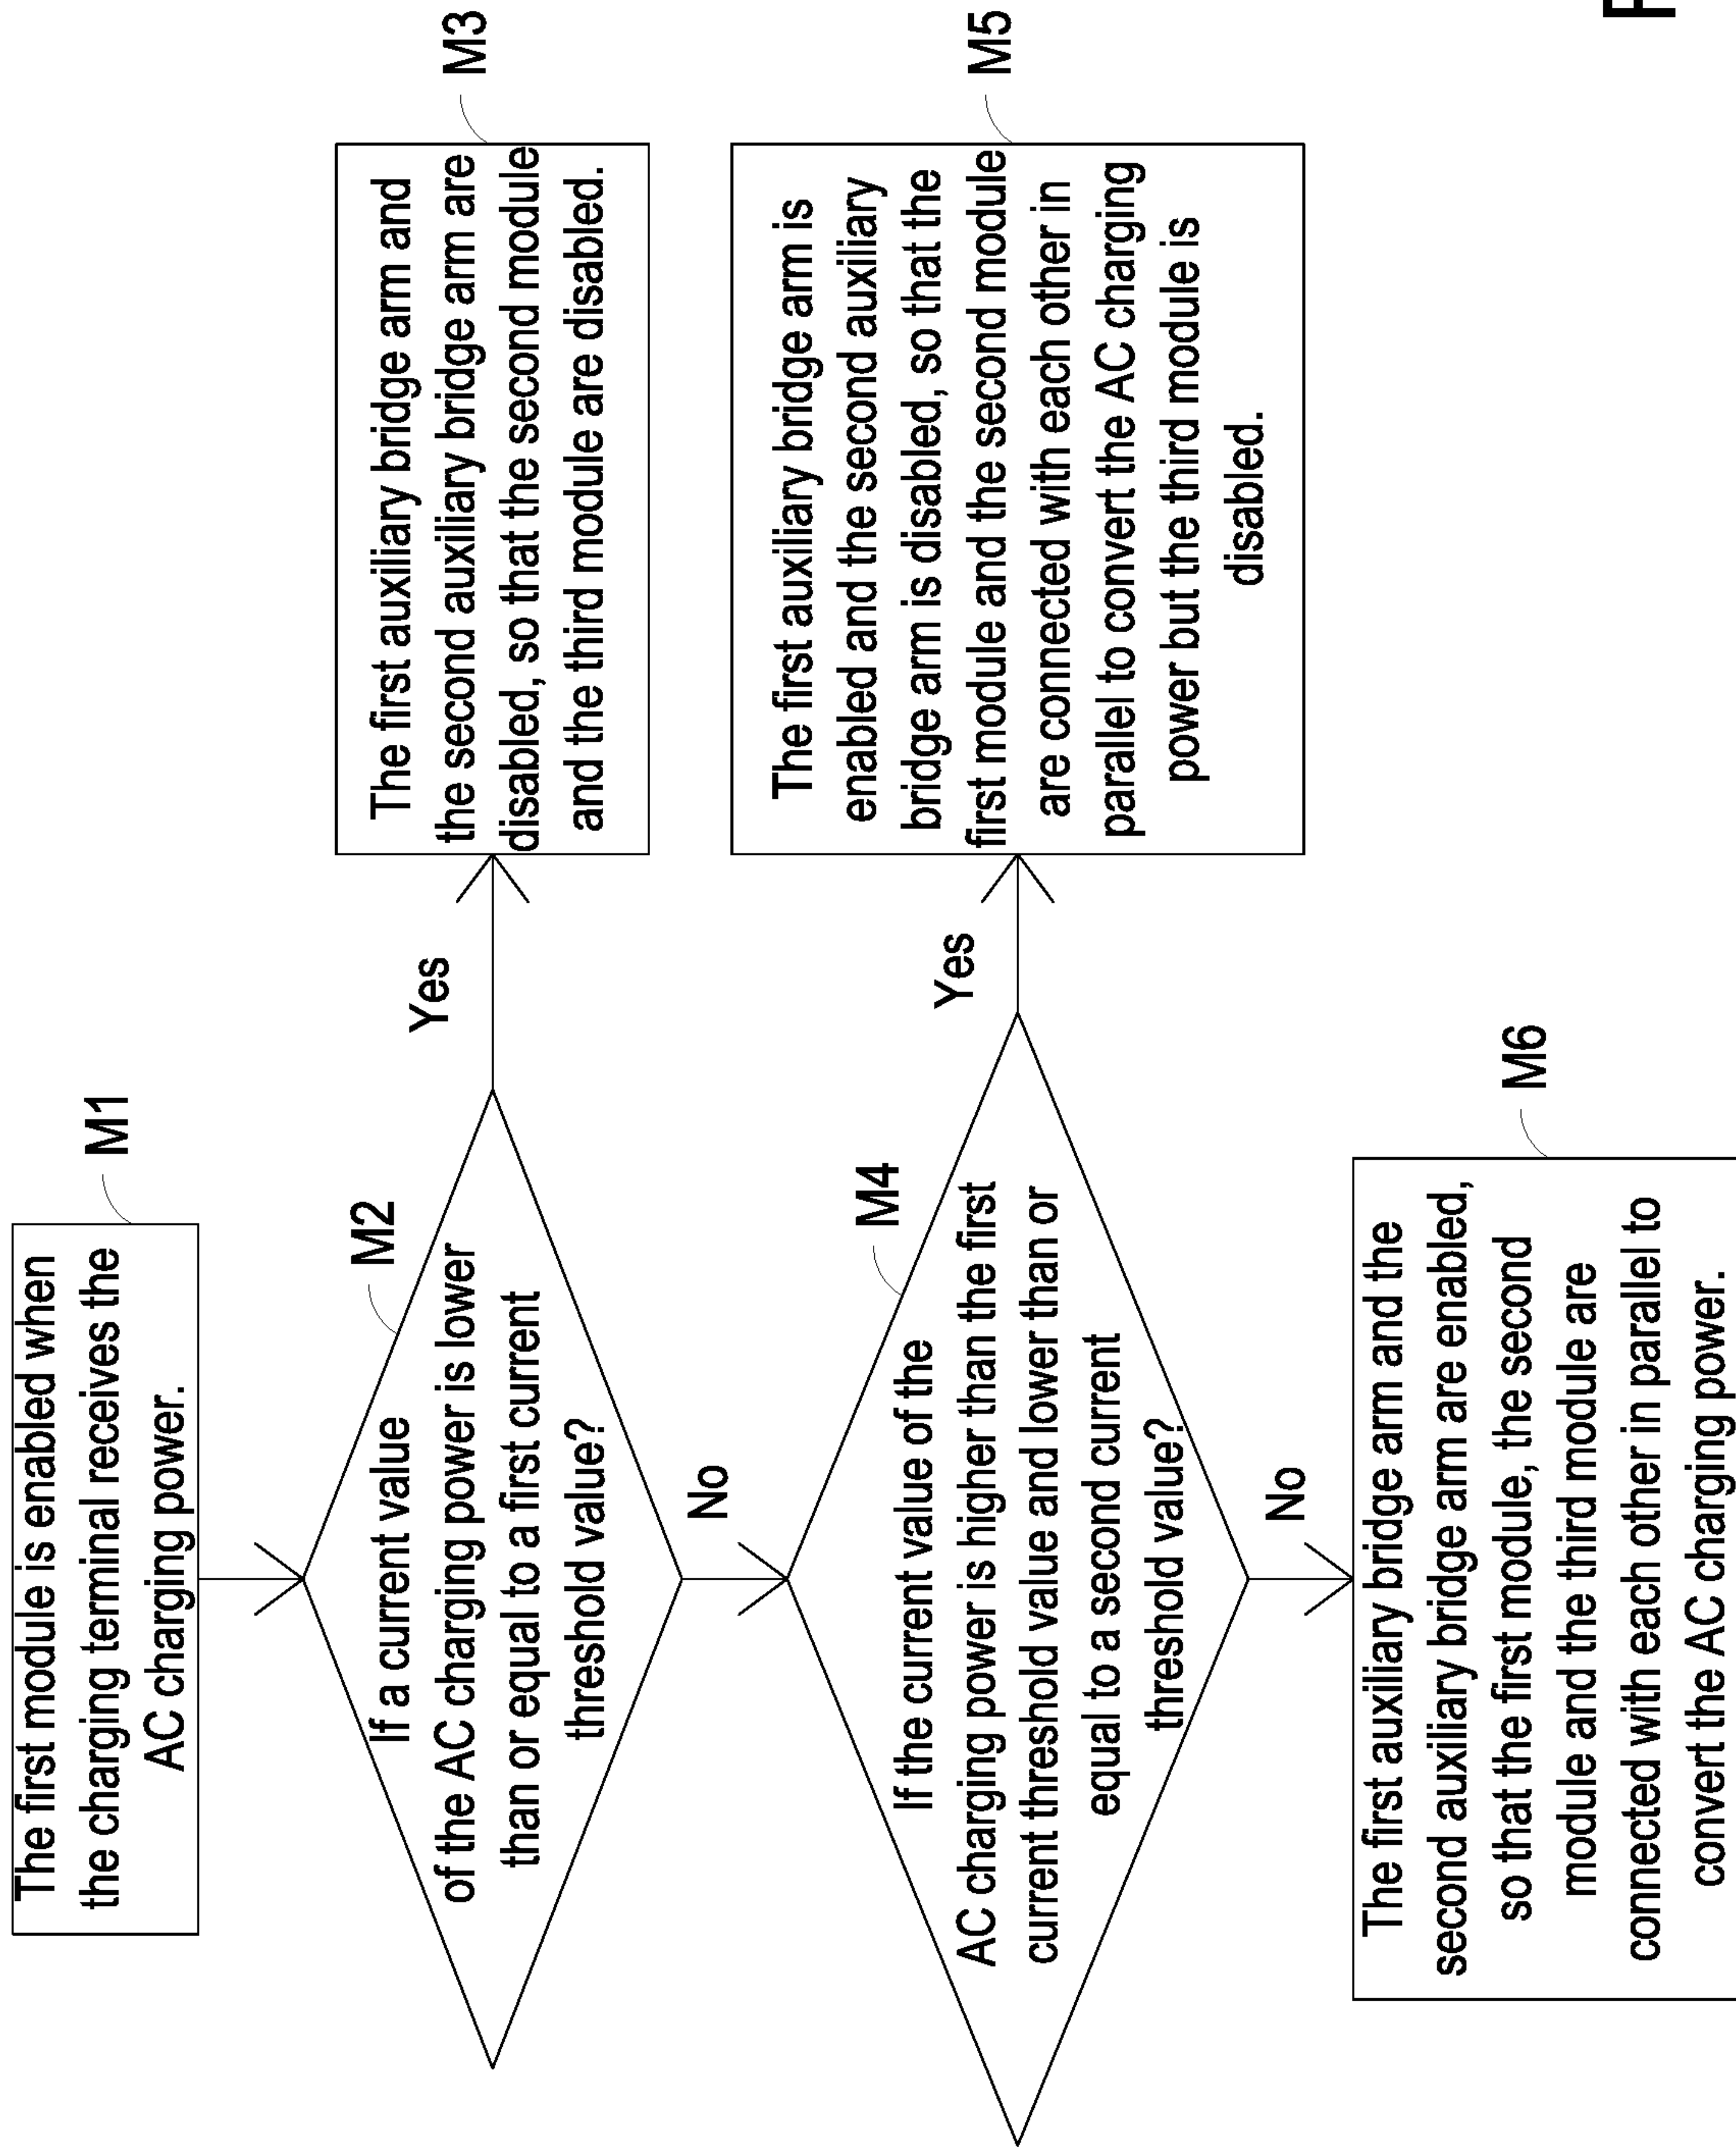 The first module is enabled when
the charging terminal receives the
AC charging power.
M1
If a current value
of the AC charging power is lower
than or equal to a first current
threshold value?
M2
Yes
The first auxiliary bridge arm and
the second auxiliary bridge arm are
disabled, so that the second module
and the third module are disabled.
M3
No
If the current value of the
AC charging power is higher than the first
current threshold value and lower than or
equal to a second current
threshold value?
M4
Yes
The first auxiliary bridge arm is
enabled and the second auxiliary
bridge arm is disabled, so that the
first module and the second module
are connected with each other in
parallel to convert the AC charging
power but the third module is
disabled.
M5
No
The first auxiliary bridge arm and the
second auxiliary bridge arm are enabled,
so that the first module, the second
module and the third module are
connected with each other in parallel to
convert the AC charging power.
M6